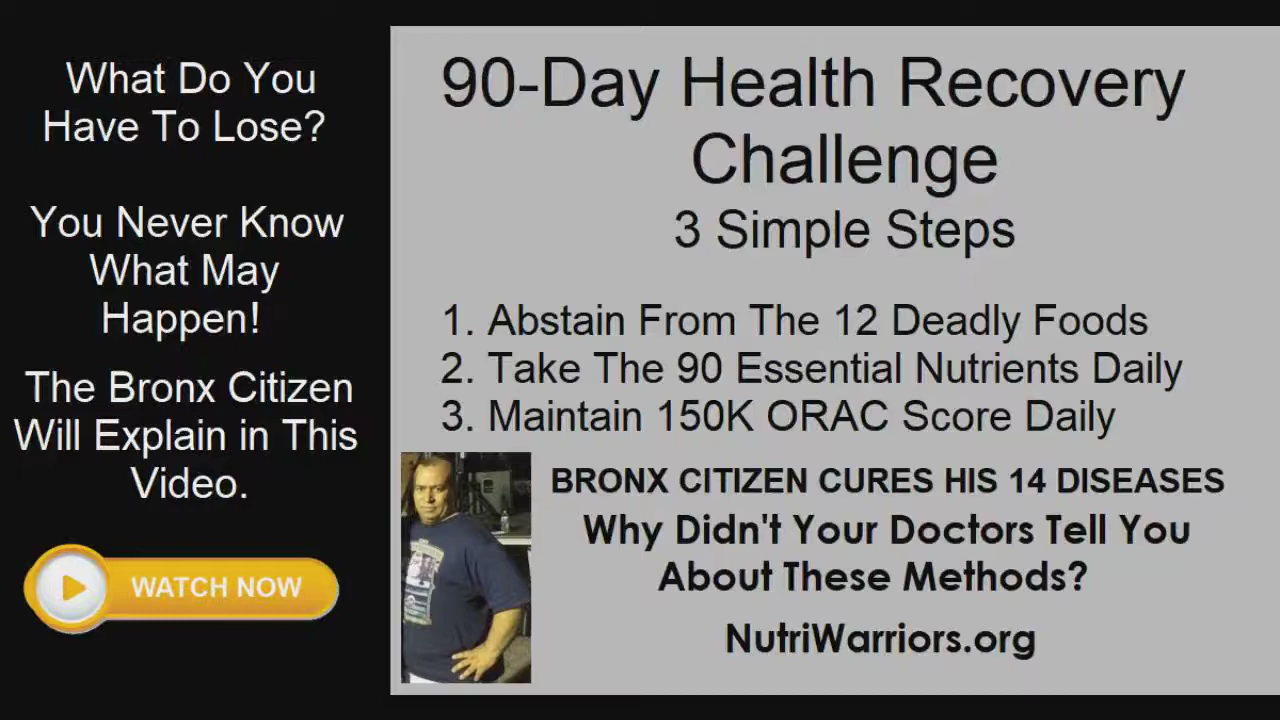 What Do You
Have To Lose?
You Never Know
What May
Happen!
The Bronx Citizen
Will Explain in This
Video.
WATCH NOW
90-Day Health Recovery
Challenge
3 Simple Steps
1. Abstain From The 12 Deadly Foods
2. Take The 90 Essential Nutrients Daily
3. Maintain 150K ORAC Score Daily
BRONX CITIZEN CURES HIS 14 DISEASES
Why Didn't Your Doctors Tell You
About These Methods?
NutriWarriors.org